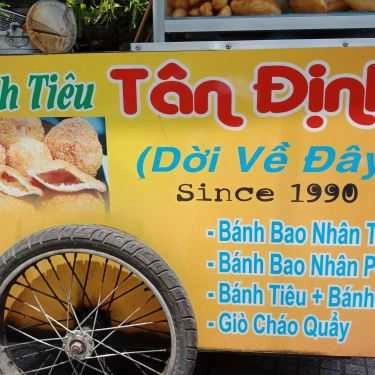 h Tiêu Tân Định
(Dời Về Đây
Since 1990
- Bánh Bao Nhân T
- Bánh Bao Nhân P
- Bánh Tiêu + Bánh
- Giò Cháo Quẩy